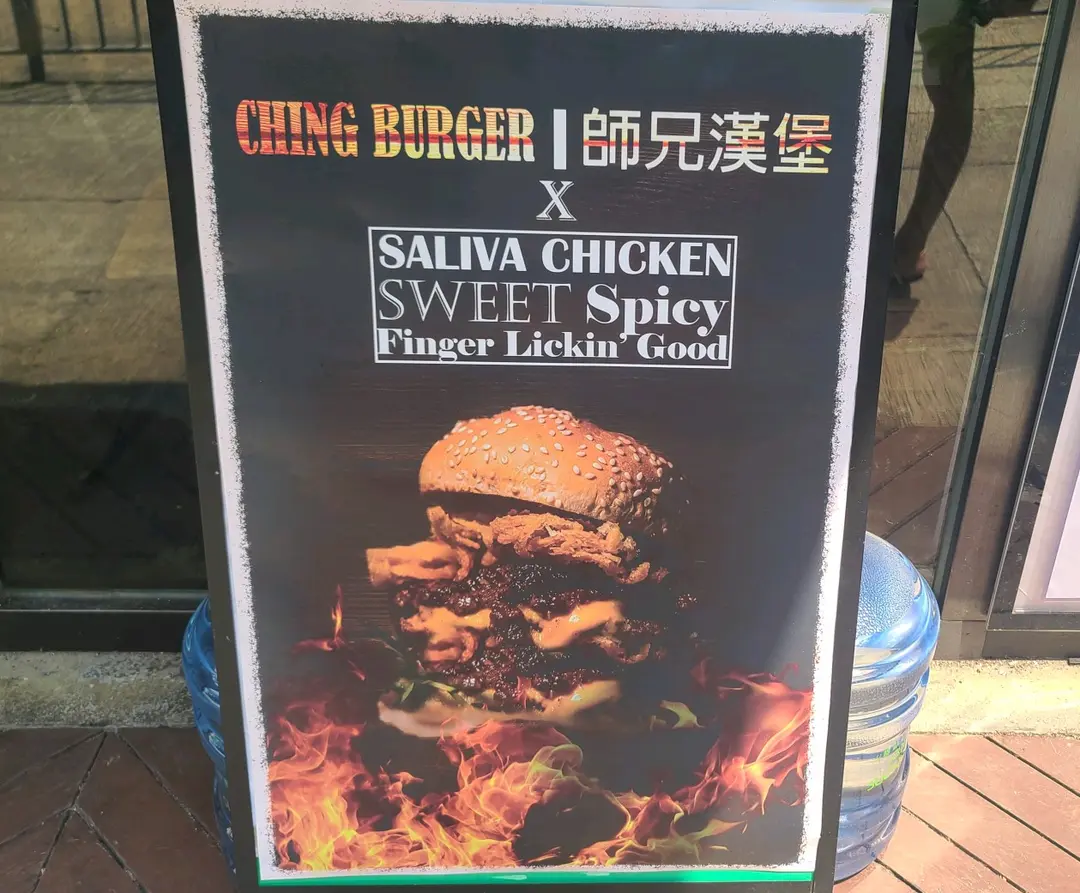 CHING BURGER | 師兄漢堡
X
SALIVA CHICKEN
SWEET Spicy
Finger Lickin' Good